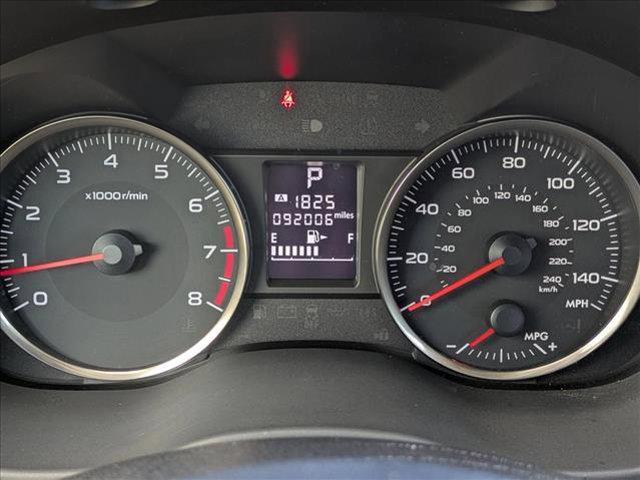 P
A 1825
092006 miles
E F
0 1 2 3 4 5 6 7 8
x1000r/min
0 20 40 60 80 100 120 140
MPH
20 40 60 80 100 120 140 160 180 200 220 240
km/h
MPG
- +